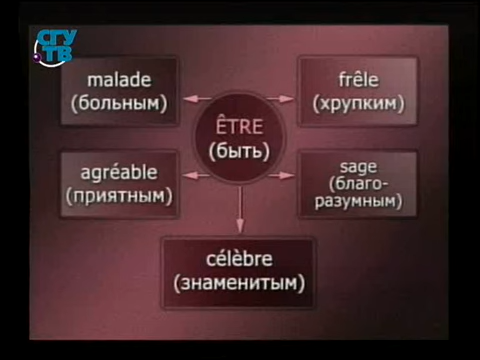 СГУ
ТВ
malade
(больным)
frêle
(хрупким)
ÊTRE
(быть)
agréable
(приятным)
sage
(благо-
разумным)
célèbre
(знаменитым)